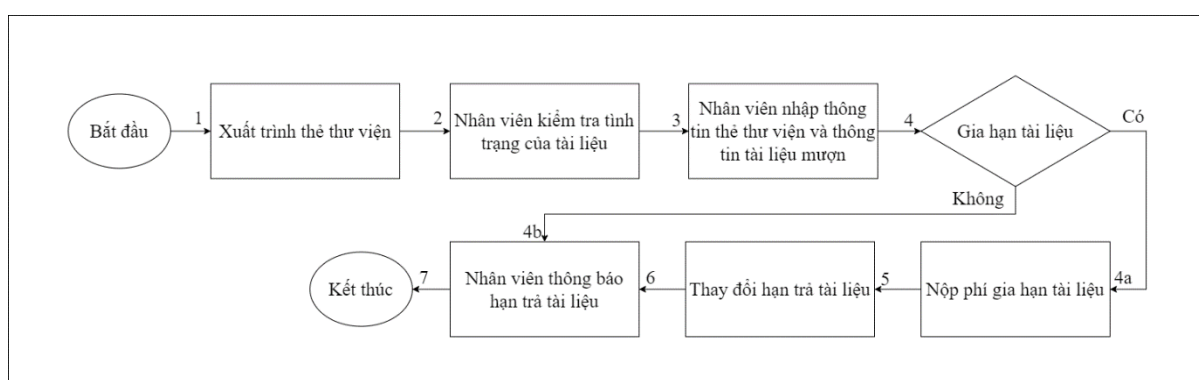 Bắt đầu
1
Xuất trình thẻ thư viện
2
Nhân viên kiểm tra tình
trạng của tài liệu
3
Nhân viên nhập thông
tin thẻ thư viện và thông
tin tài liệu mượn
4
Gia hạn tài liệu
Có
Không
4a
Nộp phí gia hạn tài liệu
5
Thay đổi hạn trả tài liệu
6
4b
Nhân viên thông báo
hạn trả tài liệu
7
Kết thúc